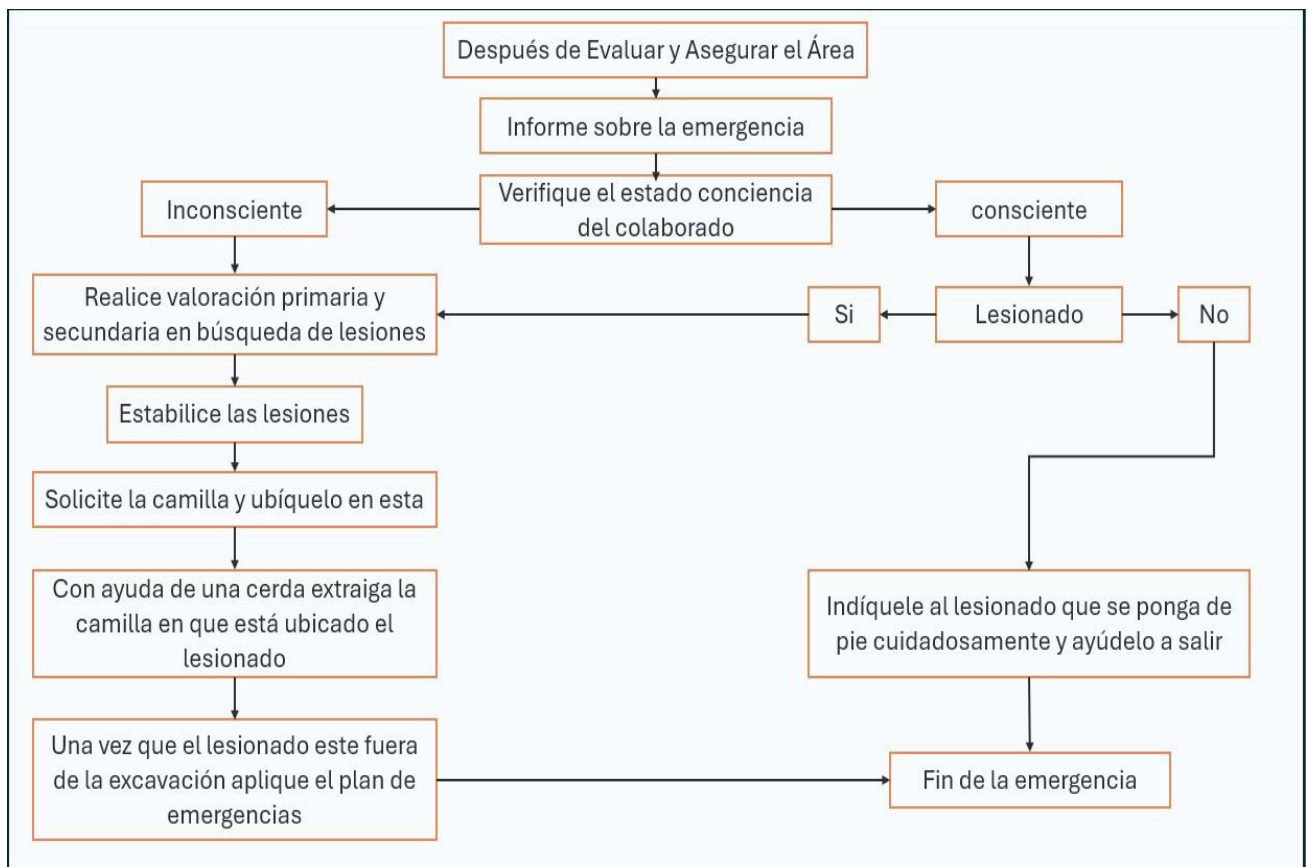 Después de Evaluar y Asegurar el Área
Informe sobre la emergencia
Verifique el estado conciencia
del colaborado
Inconsciente
consciente
Realice valoración primaria y
secundaria en búsqueda de lesiones
Si
Lesionado
No
Estabilice las lesiones
Solicite la camilla y ubíquelo en esta
Con ayuda de una cerda extraiga la
camilla en que está ubicado el
lesionado
Indíquele al lesionado que se ponga de
pie cuidadosamente y ayúdelo a salir
Una vez que el lesionado este fuera
de la excavación aplique el plan de
emergencias
Fin de la emergencia